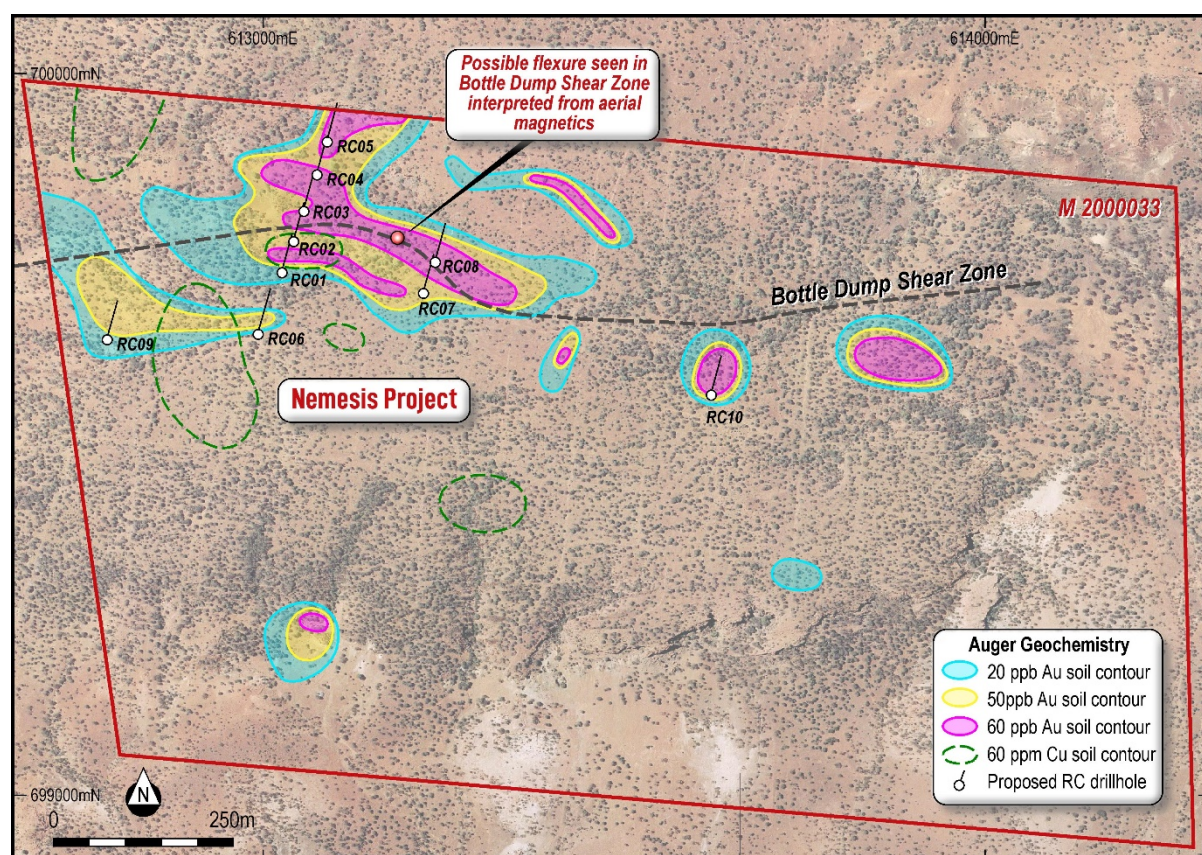 613000mE
614000mE
700000mN
Possible flexure seen in
Bottle Dump Shear Zone
interpreted from aerial
magnetics
RC05
RC04
M 2000033
RC03
RC02
RC08
RC01
Bottle Dump Shear Zone
RC07
RC09
RC06
Nemesis Project
RC10
Auger Geochemistry
20 ppb Au soil contour
50ppb Au soil contour
60 ppb Au soil contour
60 ppm Cu soil contour
Proposed RC drillhole
699000mN
N
0
250m